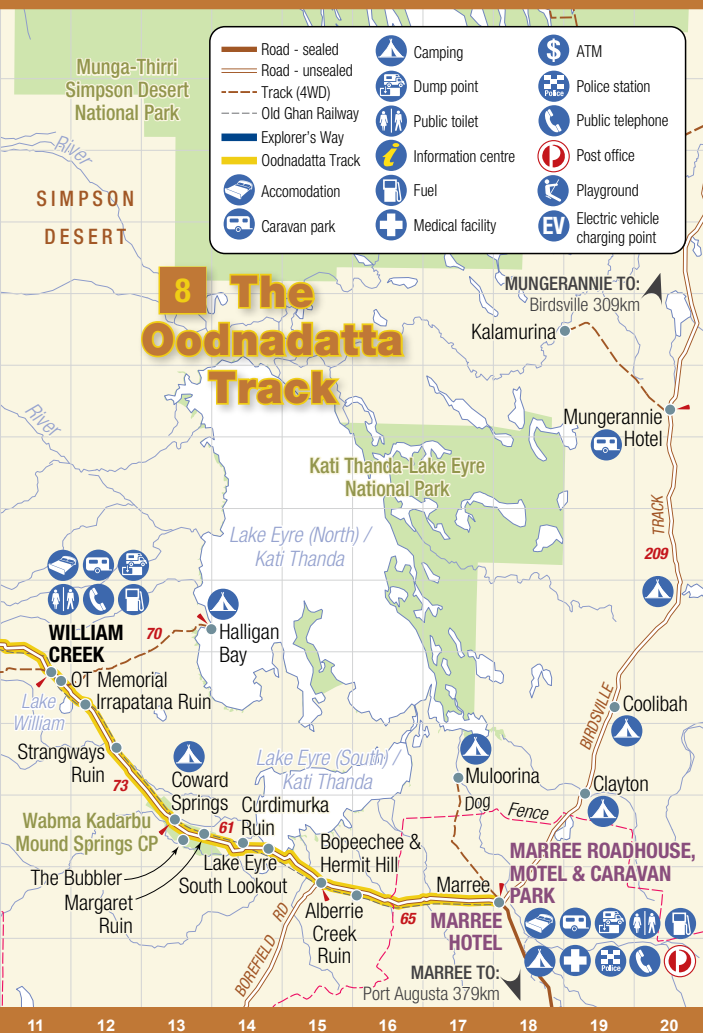 Munga-Thirri
Simpson Desert
National Park
Road - sealed
Road - unsealed
Track (4WD)
Old Ghan Railway
Explorer's Way
Oodnadatta Track
Accomodation
Caravan park
Camping
Dump point
Public toilet
Information centre
Fuel
Medical facility
$ ATM
Police
Police station
Public telephone
Post office
Playground
EV Electric vehicle
charging point
River
SIMPSON
DESERT
8 The
Oodnadatta
Track
MUNGERANNIE TO:
Birdsville 309km
Kalamurina
Mungerannie
Hotel
River
Kati Thanda-Lake Eyre
National Park
Lake Eyre (North) /
Kati Thanda
TRACK
209
WILLIAM
CREEK
70
Halligan
Bay
OT Memorial
Irrapatana Ruin
Lake
William
Coolibah
BIRDSVILLE
Strangways
Ruin
73
Coward
Springs
Lake Eyre (South) /
Kati Thanda
Muloorina
Clayton
Dog Fence
Wabma Kadarbu
Mound Springs CP
61
Curdimurka
Ruin
The Bubbler
Margaret
Ruin
Lake Eyre
South Lookout
Bopeechee &
Hermit Hill
Alberrie
Creek
Ruin
BOREFIELD RD
65
Marree
MARREE
HOTEL
MARREE ROADHOUSE,
MOTEL & CARAVAN
PARK
Police
MARREE TO:
Port Augusta 379km
11 12 13 14 15 16 17 18 19 20